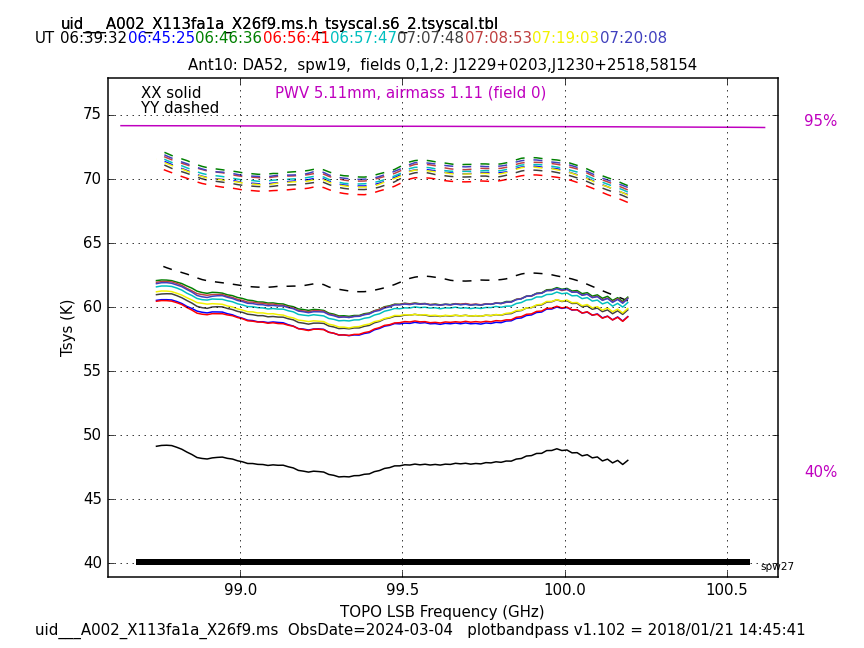 uid___A002_X113fa1a_X26f9.ms.h_tsyscal.s6_2.tsyscal.tbl
UT 06:39:32 06:45:25 06:46:36 06:56:41 06:57:47 07:07:48 07:08:53 07:19:03 07:20:08
Ant10: DA52, spw19, fields 0,1,2: J1229+0203,J1230+2518,58154
XX solid
YY dashed
PWV 5.11mm, airmass 1.11 (field 0)
95%
40%
75
70
65
60
55
50
45
40
Tsys (K)
spw27
99.0 99.5 100.0 100.5
TOPO LSB Frequency (GHz)
uid___A002_X113fa1a_X26f9.ms ObsDate=2024-03-04 plotbandpass v1.102 = 2018/01/21 14:45:41